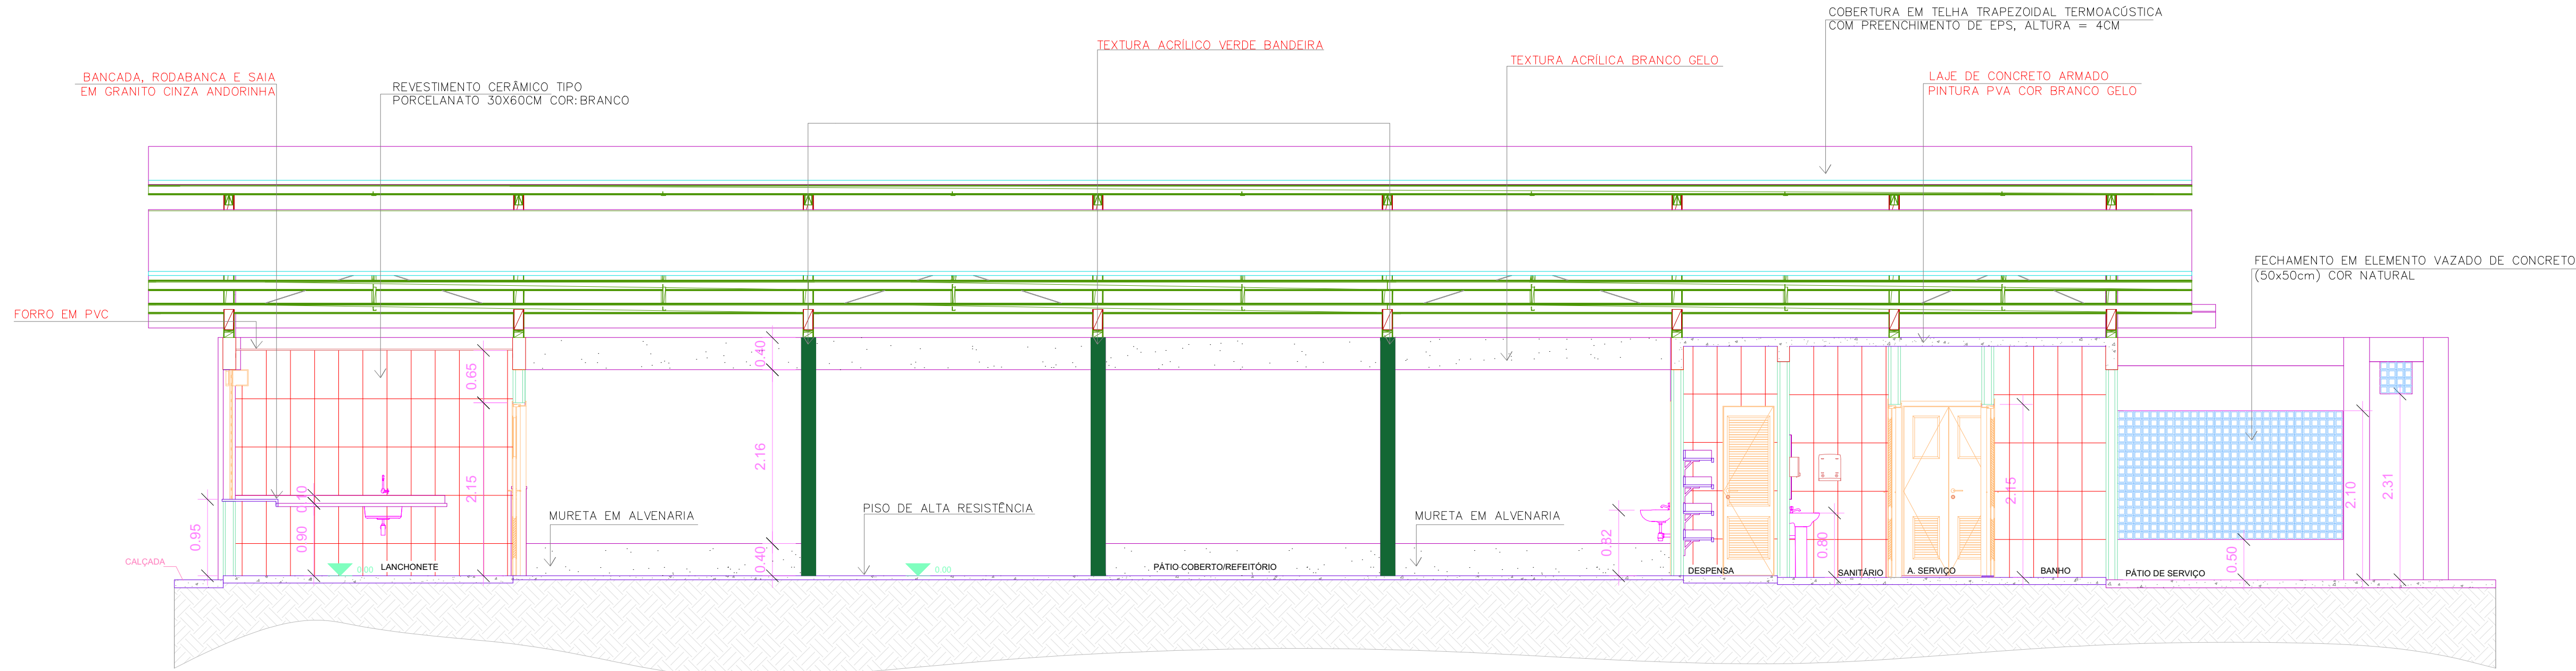 COBERTURA EM TELHA TRAPEZOIDAL TERMOACÚSTICA
COM PREENCHIMENTO DE EPS, ALTURA = 4CM
TEXTURA ACRÍLICO VERDE BANDEIRA
TEXTURA ACRÍLICA BRANCO GELO
BANCADA, RODABANCA E SAIA
EM GRANITO CINZA ANDORINHA
REVESTIMENTO CERÂMICO TIPO
PORCELANATO 30X60CM COR:BRANCO
LAJE DE CONCRETO ARMADO
PINTURA PVA COR BRANCO GELO
FECHAMENTO EM ELEMENTO VAZADO DE CONCRETO
(50x50cm) COR NATURAL
FORRO EM PVC
0.40
0.65
2.16
2.15
0.10
0.90
0.95
2.15
2.10
2.31
MURETA EM ALVENARIA
PISO DE ALTA RESISTÊNCIA
MURETA EM ALVENARIA
0.82
0.80
0.50
0.40
CALÇADA
0.00
LANCHONETE
0.00
PÁTIO COBERTO/REFEITÓRIO
DESPENSA
SANITÁRIO
A. SERVIÇO
BANHO
PÁTIO DE SERVIÇO